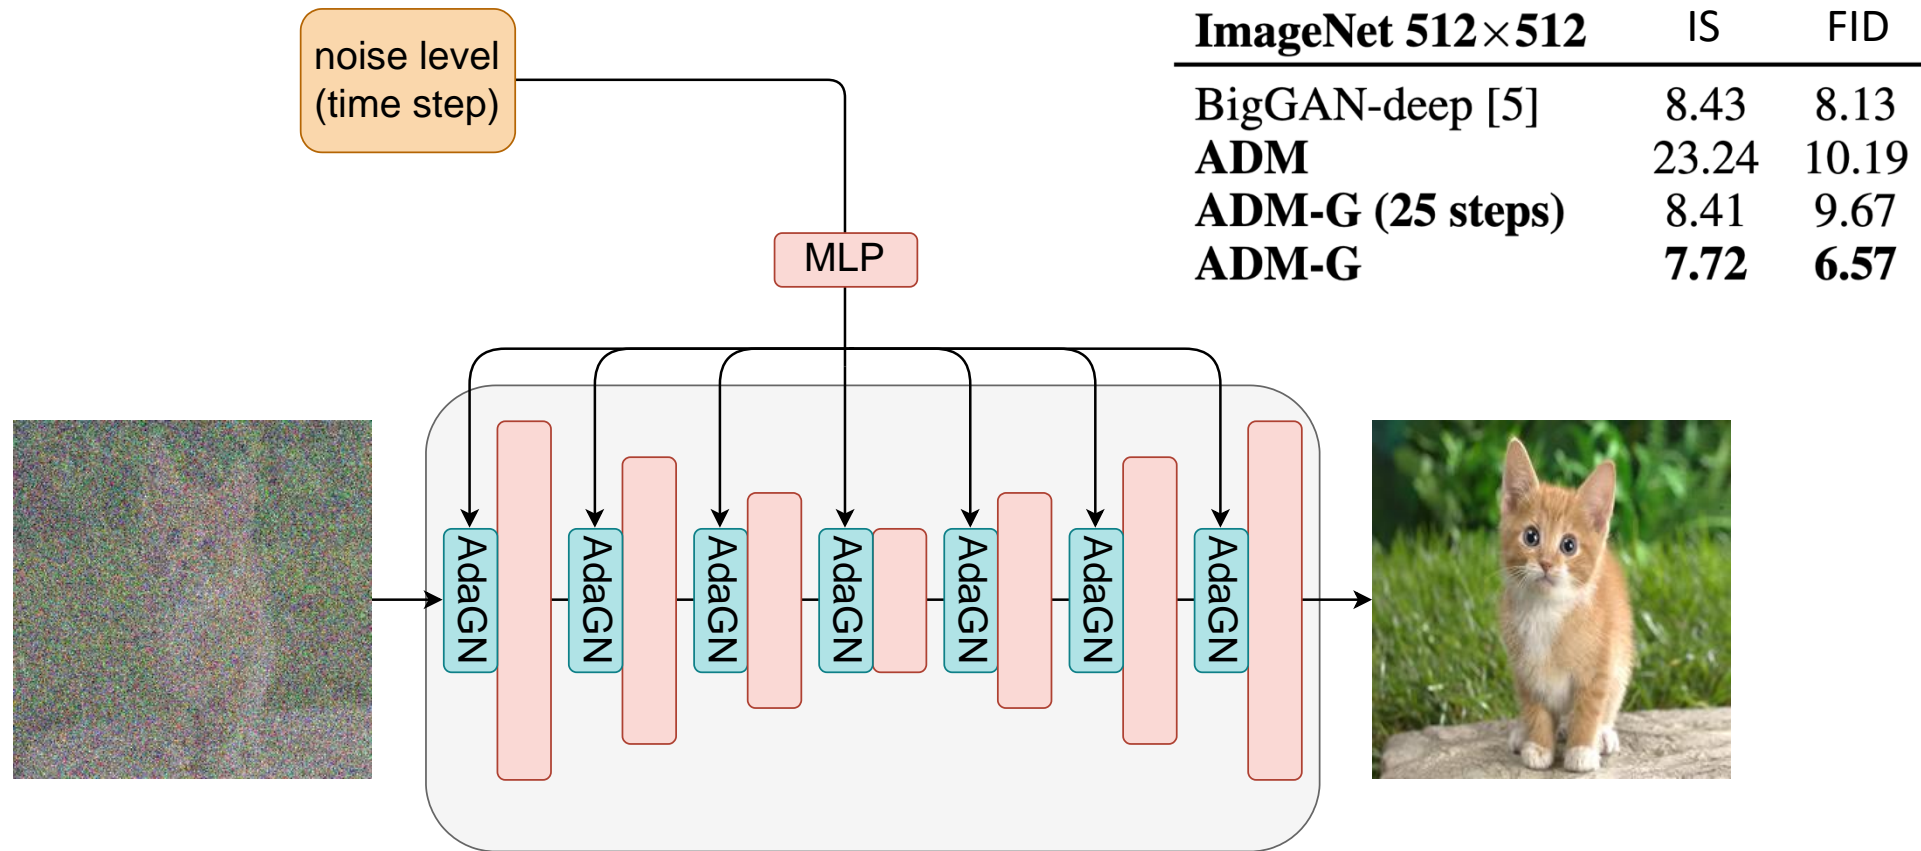 noise level
(time step)
MLP
AdaGN
AdaGN
AdaGN
AdaGN
AdaGN
AdaGN
AdaGN
ImageNet 512×512 IS FID
BigGAN-deep [5] 8.43 8.13
ADM 23.24 10.19
ADM-G (25 steps) 8.41 9.67
ADM-G 7.72 6.57